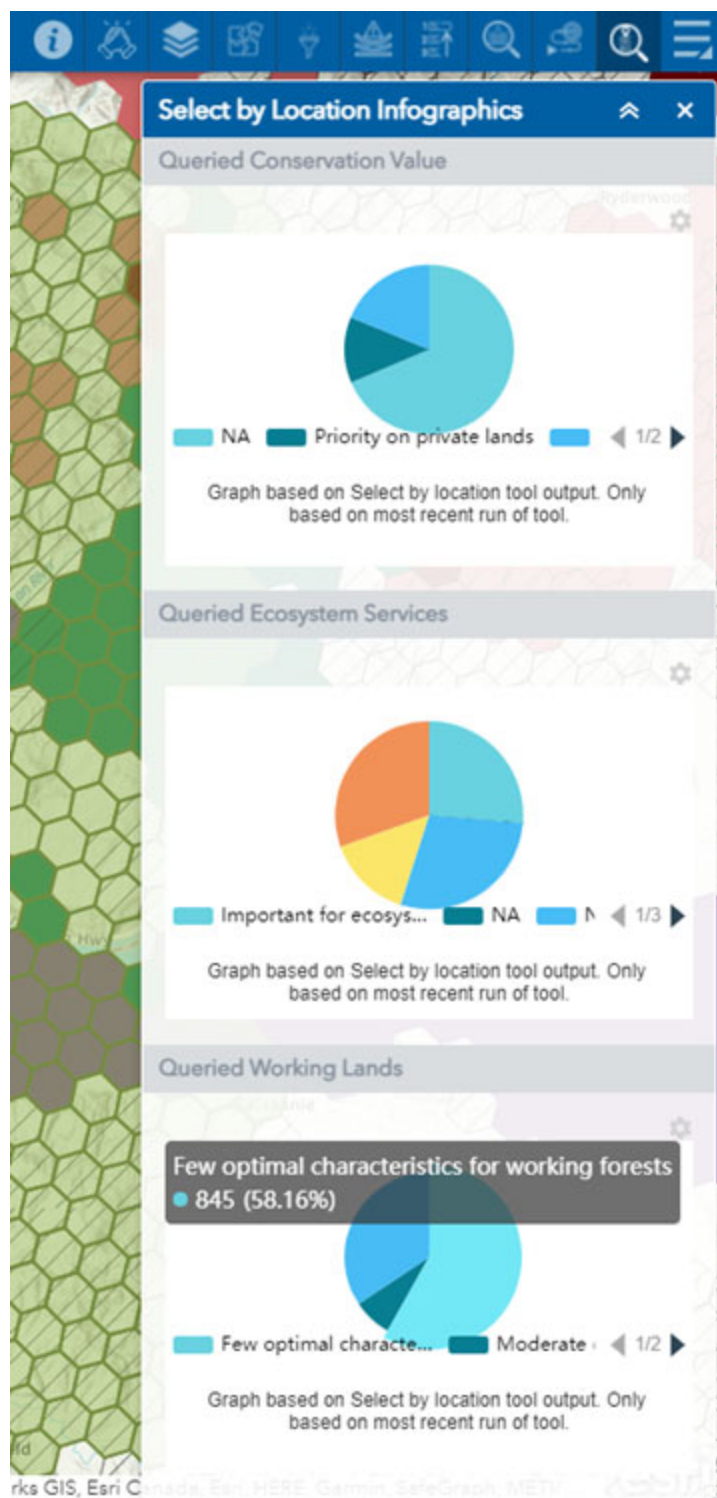 Select by Location Infographics
Queried Conservation Value
Ryderwood
NA Priority on private lands 1/2
Graph based on Select by location tool output. Only
based on most recent run of tool.
Queried Ecosystem Services
Important for ecosys... NA N 1/3
Graph based on Select by location tool output. Only
based on most recent run of tool.
HWY
Queried Working Lands
Few optimal characteristics for working forests
845 (58.16%)
Few optimal characte... Moderate 1/2
Graph based on Select by location tool output. Only
based on most recent run of tool.
rks GIS, Esri Canada, Esri, HERE, Garmin, SafeGraph, METI/